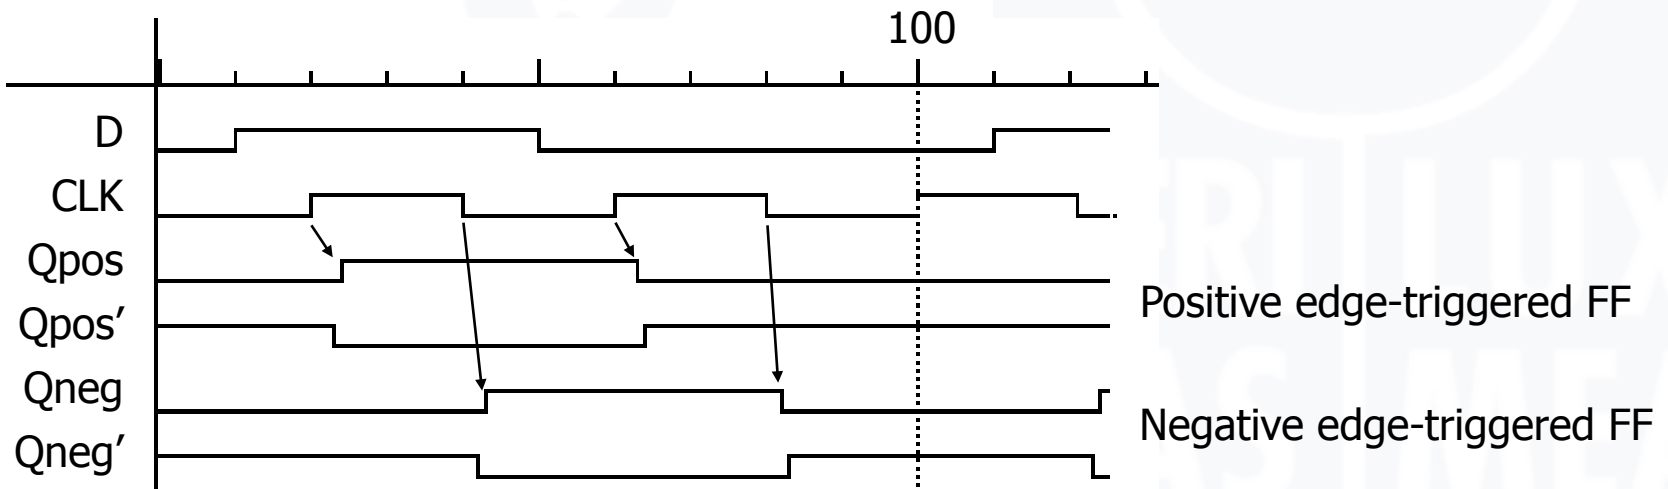 100
D
CLK
Qpos
Qpos’
Qneg
Qneg’
Positive edge-triggered FF
Negative edge-triggered FF